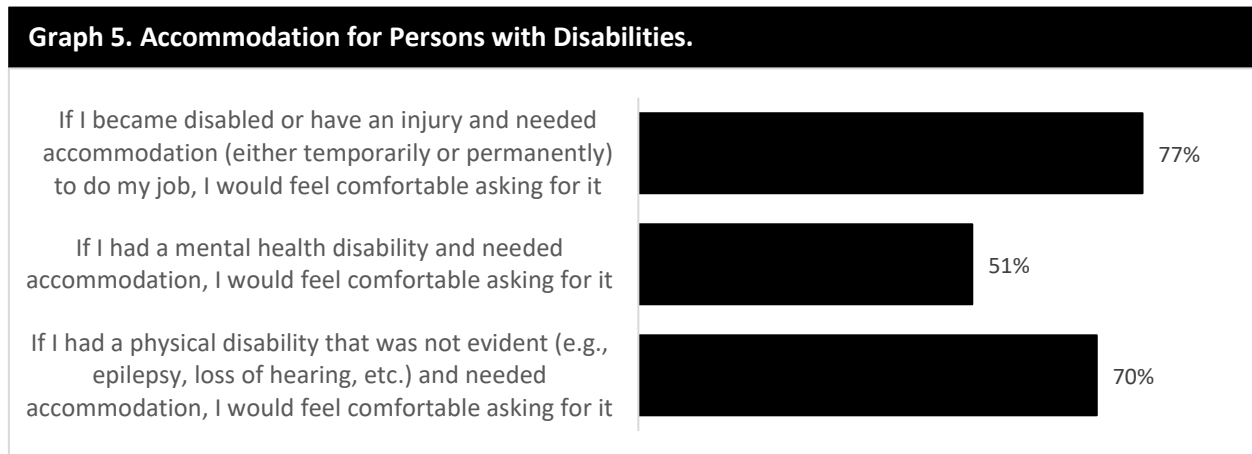 Graph 5. Accommodation for Persons with Disabilities.
If I became disabled or have an injury and needed
accommodation (either temporarily or permanently)
to do my job, I would feel comfortable asking for it
77%
If I had a mental health disability and needed
accommodation, I would feel comfortable asking for it
51%
If I had a physical disability that was not evident (e.g.,
epilepsy, loss of hearing, etc.) and needed
accommodation, I would feel comfortable asking for it
70%